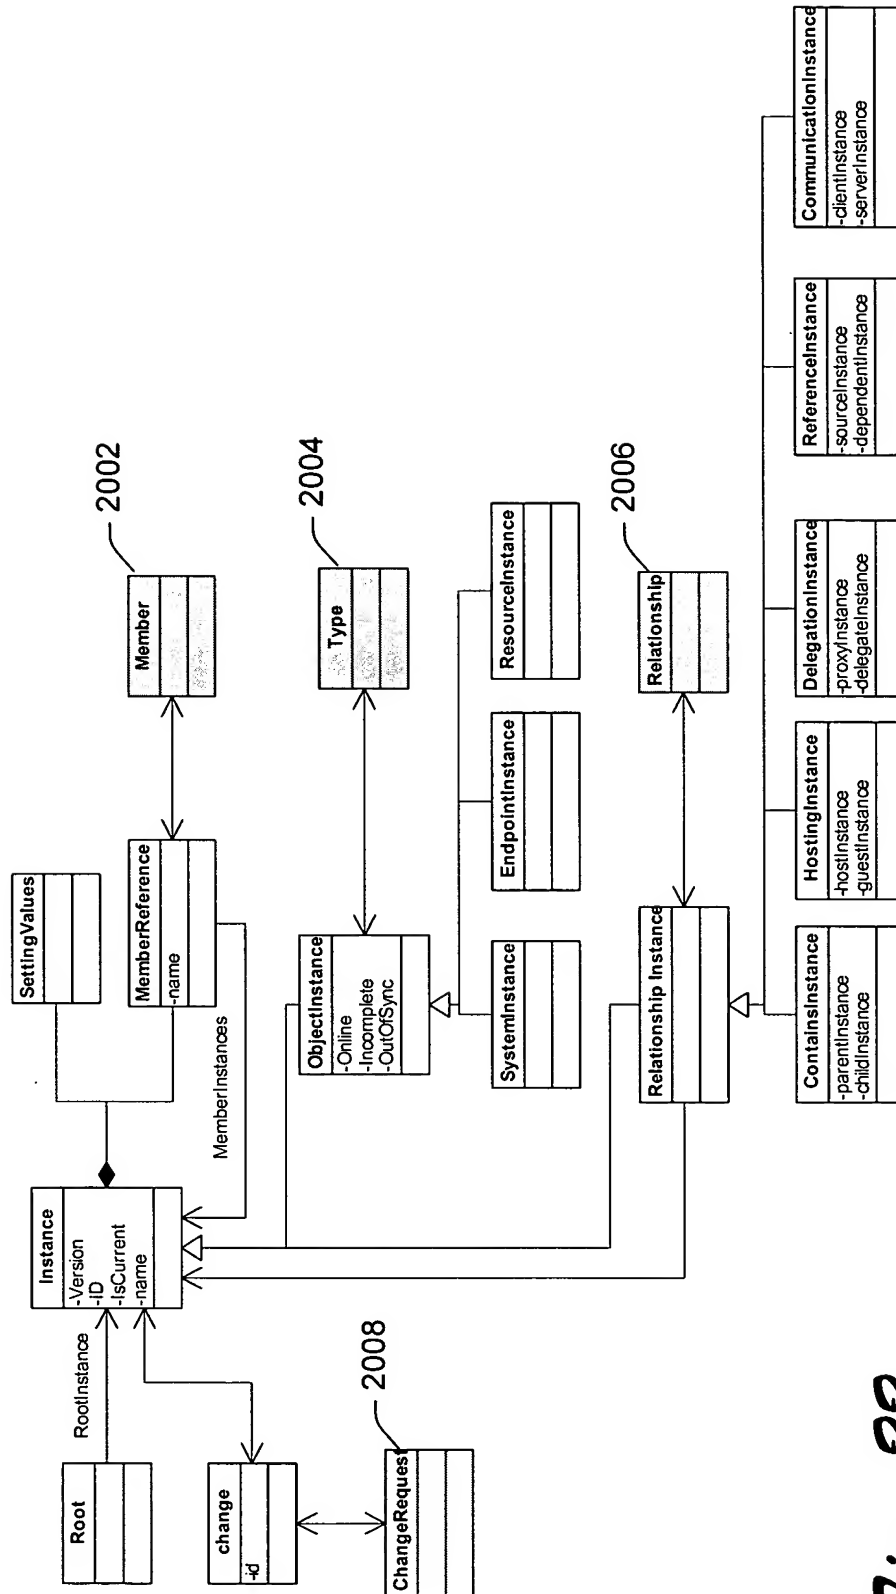 Root
RootInstance
change
-id
ChangeRequest
2008
Instance
-Version
-ID
-IsCurrent
-name
SettingValues
MemberReference
-name
MemberInstances
Member
2002
ObjectInstance
-Online
-Incomplete
-OutOfSync
Type
2004
SystemInstance
EndpointInstance
ResourceInstance
Relationship Instance
Relationship
2006
ContainsInstance
-parentInstance
-childInstance
HostingInstance
-hostInstance
-guestInstance
DelegationInstance
-proxyInstance
-delegateInstance
ReferenceInstance
-sourceInstance
-dependentInstance
CommunicationInstance
-clientInstance
-serverInstance